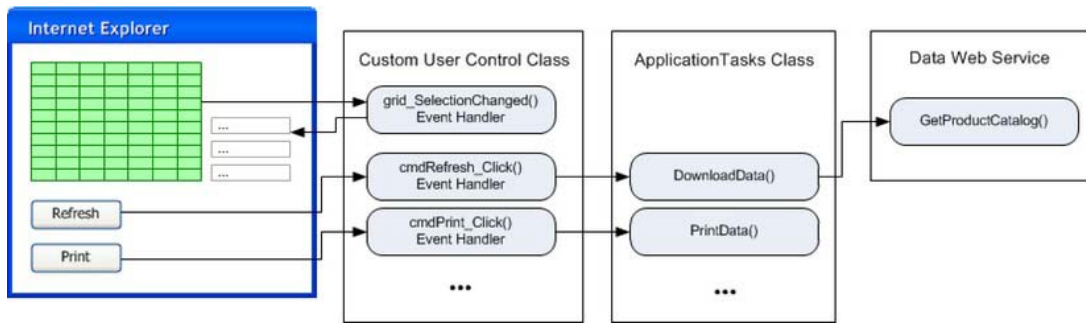 Internet Explorer
...
...
...
Refresh
Print
Custom User Control Class
grid_SelectionChanged()
Event Handler
cmdRefresh_Click()
Event Handler
cmdPrint_Click()
Event Handler
...
ApplicationTasks Class
DownloadData()
PrintData()
...
Data Web Service
GetProductCatalog()